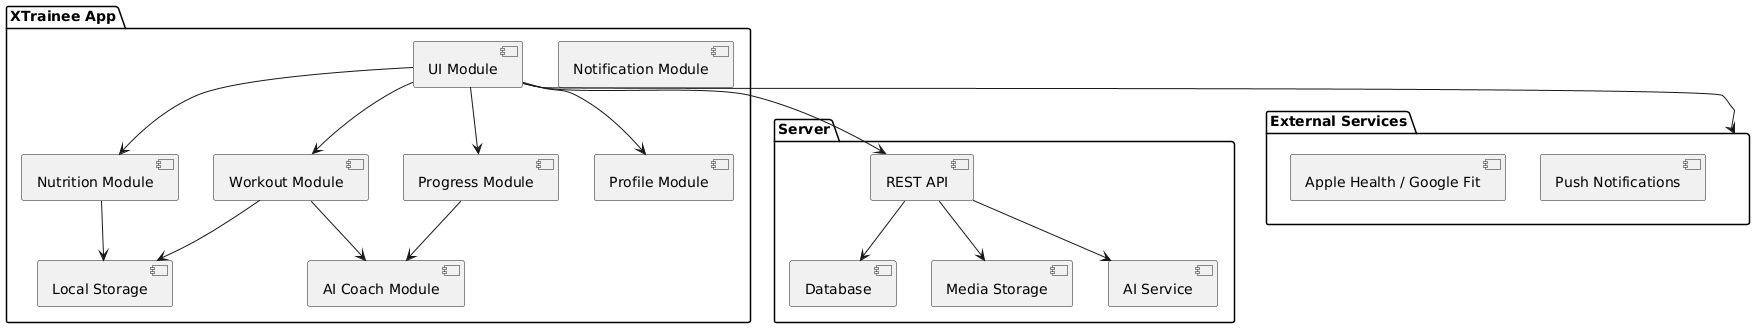 XTrainee App
UI Module
Notification Module
Nutrition Module
Workout Module
Progress Module
Profile Module
Local Storage
AI Coach Module
Server
REST API
Database
Media Storage
AI Service
External Services
Apple Health / Google Fit
Push Notifications